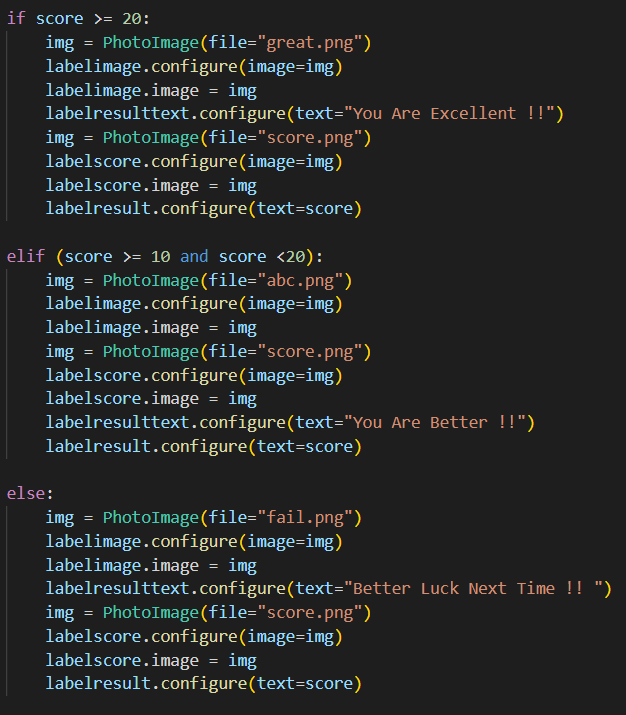 if score >= 20:
    img = PhotoImage(file="great.png")
    labelimage.configure(image=img)
    labelimage.image = img
    labelresulttext.configure(text="You Are Excellent !!")
    img = PhotoImage(file="score.png")
    labelscore.configure(image=img)
    labelscore.image = img
    labelresult.configure(text=score)

elif (score >= 10 and score <20):
    img = PhotoImage(file="abc.png")
    labelimage.configure(image=img)
    labelimage.image = img
    img = PhotoImage(file="score.png")
    labelscore.configure(image=img)
    labelscore.image = img
    labelresulttext.configure(text="You Are Better !!")
    labelresult.configure(text=score)

else:
    img = PhotoImage(file="fail.png")
    labelimage.configure(image=img)
    labelimage.image = img
    labelresulttext.configure(text="Better Luck Next Time !! ")
    img = PhotoImage(file="score.png")
    labelscore.configure(image=img)
    labelscore.image = img
    labelresult.configure(text=score)